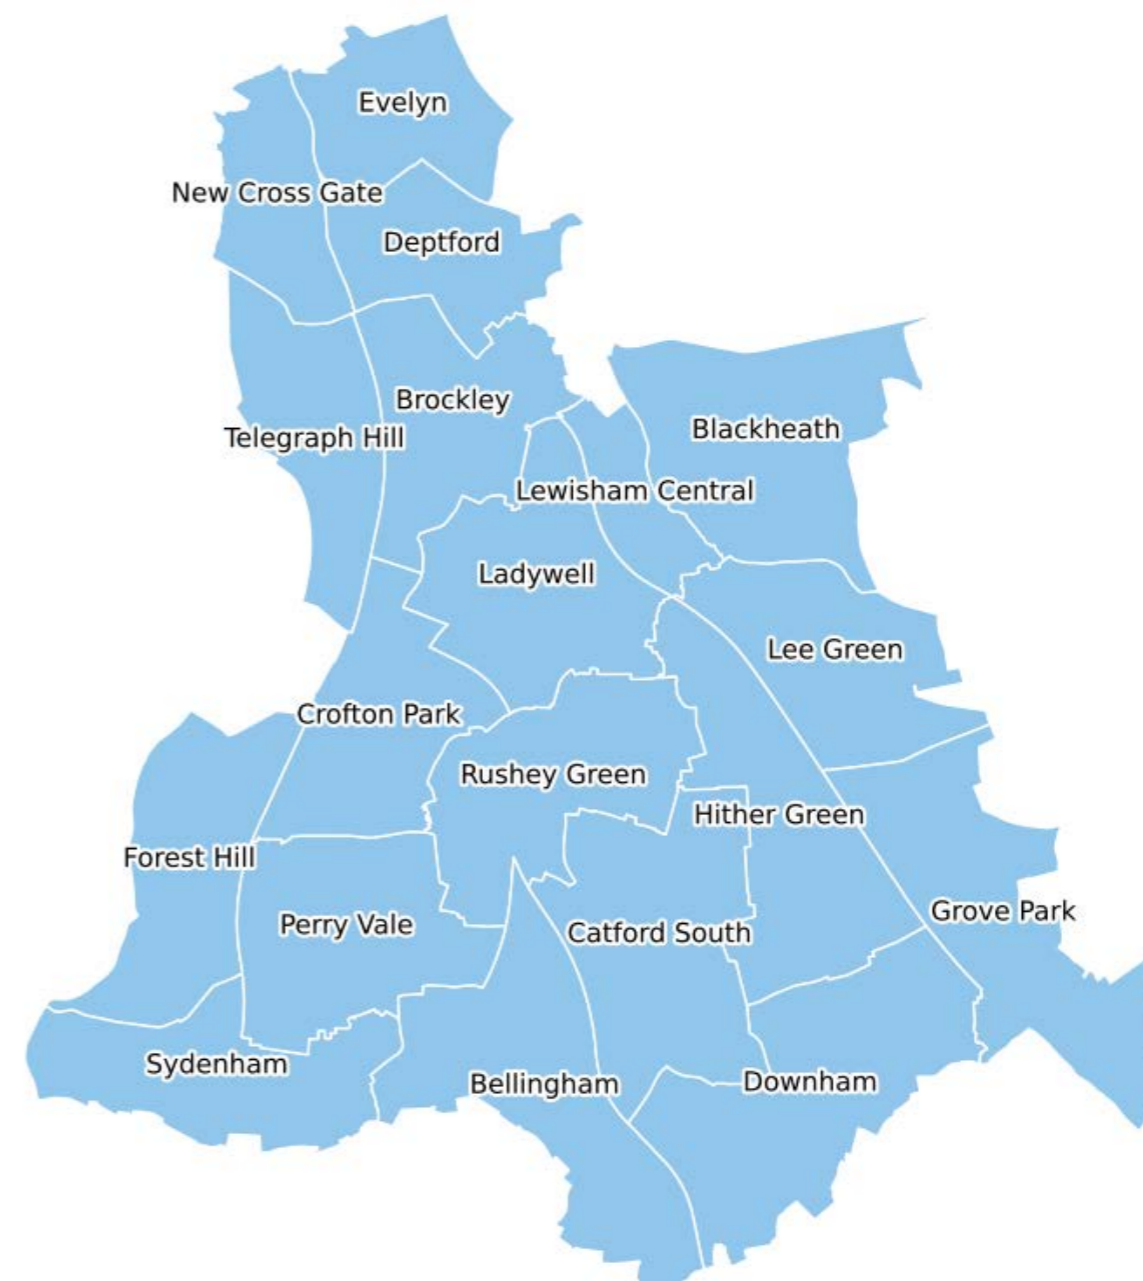 Evelyn
New Cross Gate
Deptford
Brockley
Blackheath
Telegraph Hill
Lewisham Central
Ladywell
Lee Green
Crofton Park
Rushey Green
Hither Green
Forest Hill
Grove Park
Perry Vale
Catford South
Sydenham
Bellingham
Downham